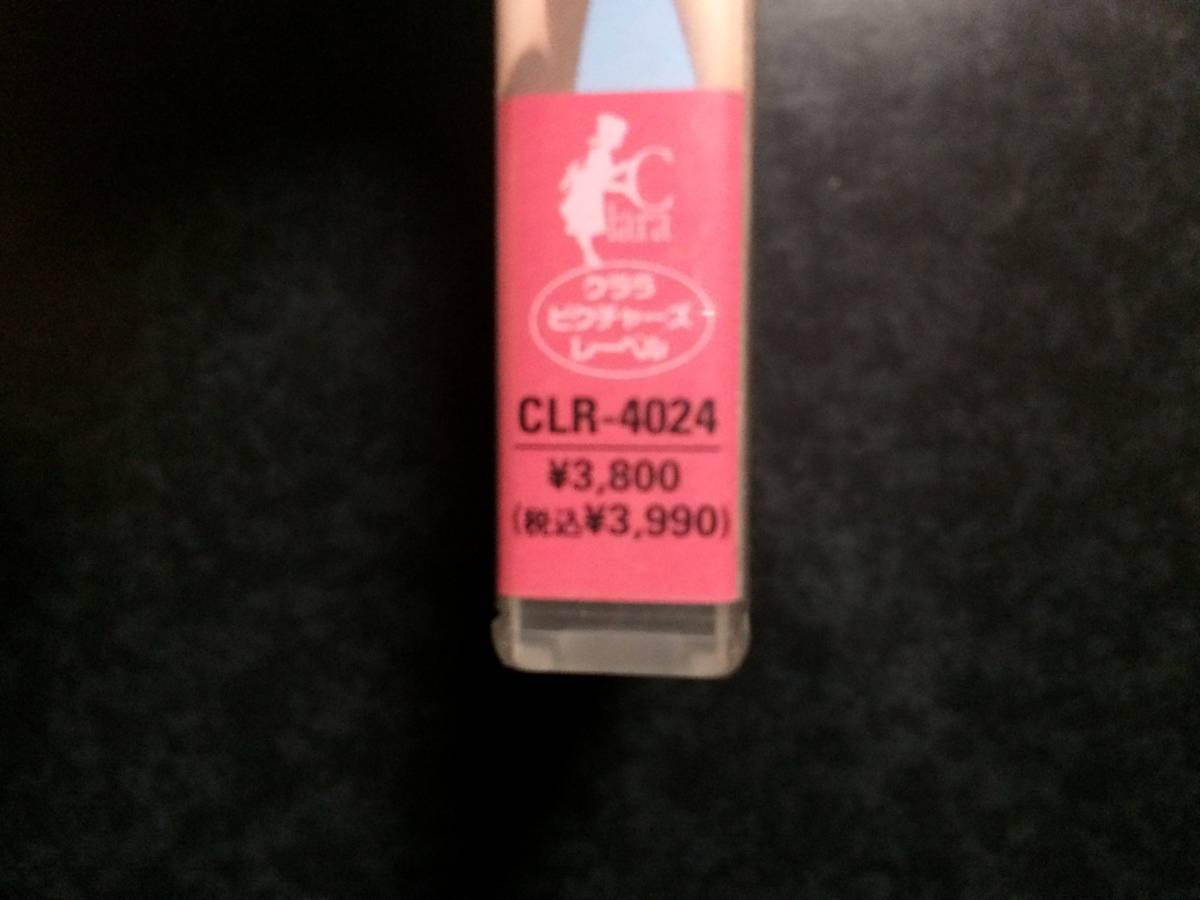 Clara
クララ
ピクチャーズ
レーベル
CLR-4024
¥3,800
(税込¥3,990)